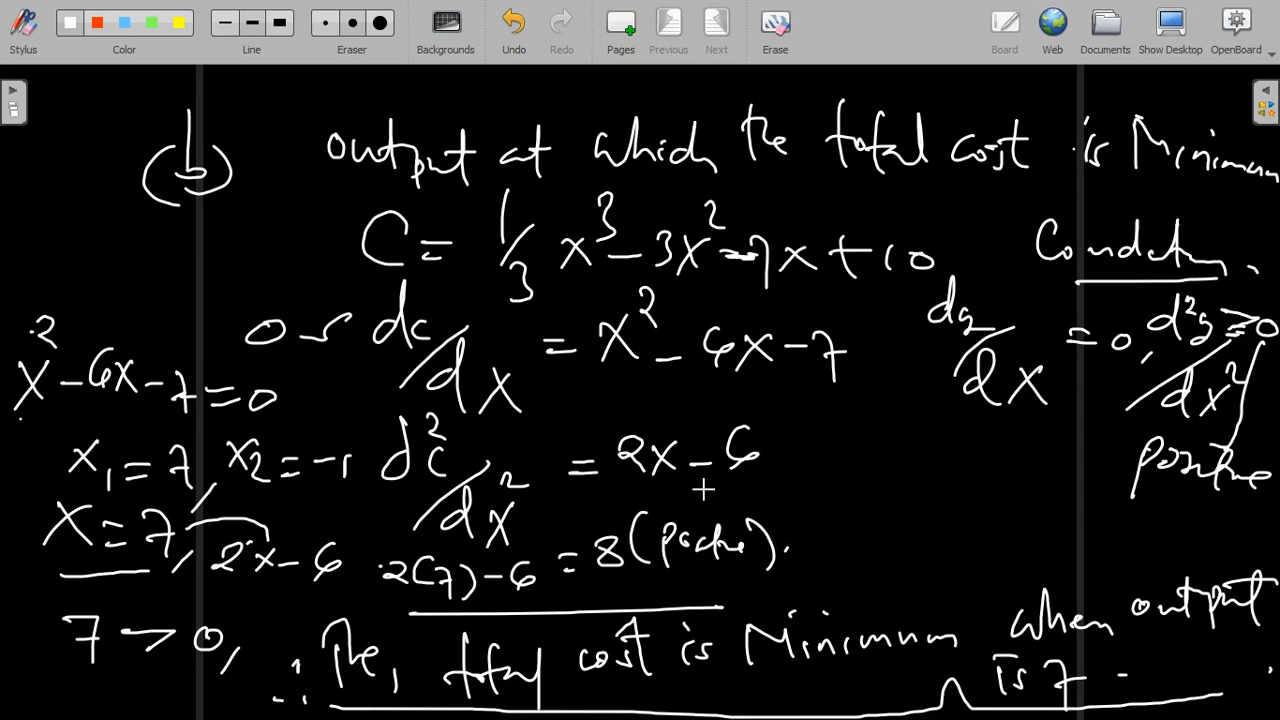 Stylus Color Line Eraser Backgrounds Undo Redo Pages Previous Next Erase Board Web Documents Show Desktop OpenBoard
(b) output at which the total cost is Minimum
C = 1/3 x³ - 3x² - 7x + 10
Condition.
or dc/dx = x² - 6x - 7
dy/dx = 0, d²y/dx² > 0
positive
x² - 6x - 7 = 0
x₁ = 7, x₂ = -1
d²c/dx² = 2x - 6
x = 7, 2x - 6
2(7) - 6 = 8 (positive).
7 > 0,
∴ The, total cost is Minimum when output
is 7